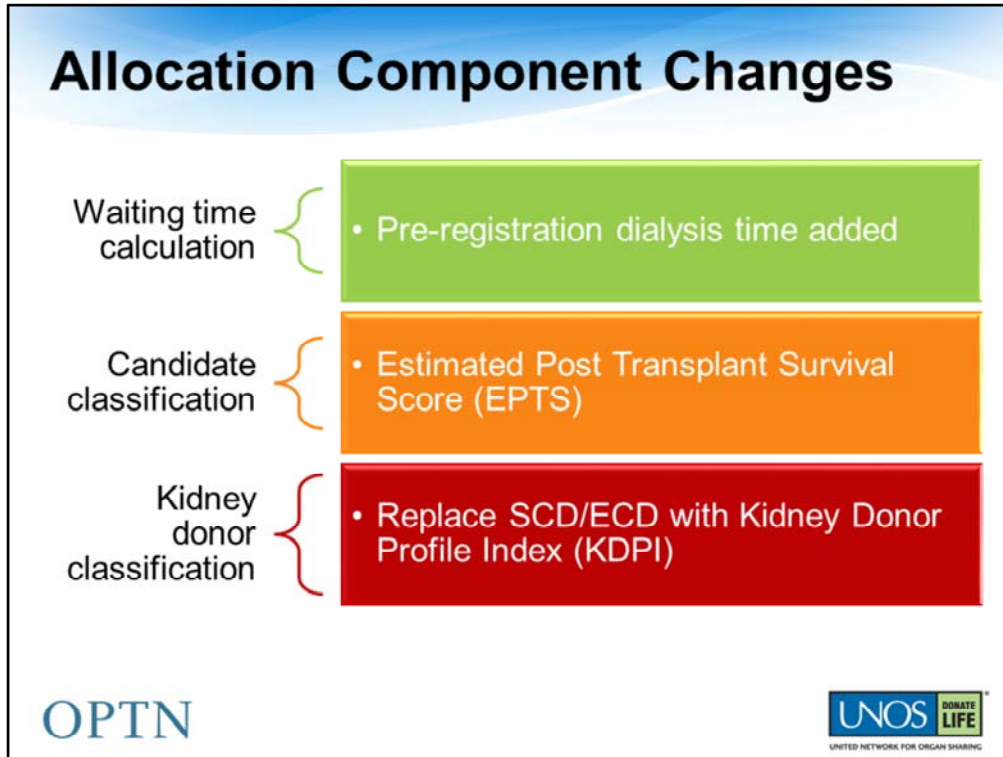 Allocation Component Changes
Waiting time
calculation
• Pre-registration dialysis time added
Candidate
classification
• Estimated Post Transplant Survival
Score (EPTS)
Kidney
donor
classification
• Replace SCD/ECD with Kidney Donor
Profile Index (KDPI)
OPTN
UNOS
DONATE
LIFE
®
UNITED NETWORK FOR ORGAN SHARING